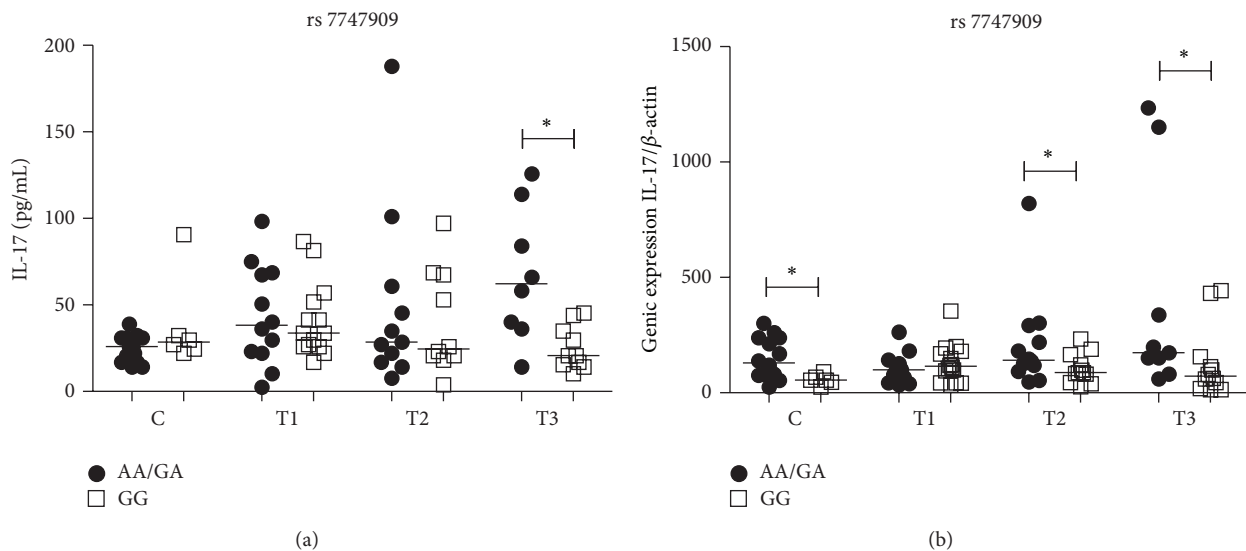 rs 7747909
200
150
100
50
0
IL-17 (pg/mL)
*
C T1 T2 T3
AA/GA
GG
(a)
rs 7747909
1500
1000
500
0
Genic expression IL-17/β-actin
*
*
*
C T1 T2 T3
AA/GA
GG
(b)